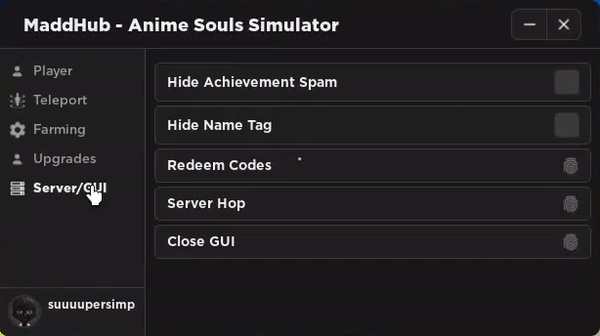 MaddHub - Anime Souls Simulator
Player
Teleport
Farming
Upgrades
Server/GUI
Hide Achievement Spam
Hide Name Tag
Redeem Codes
Server Hop
Close GUI
suuuupersimp